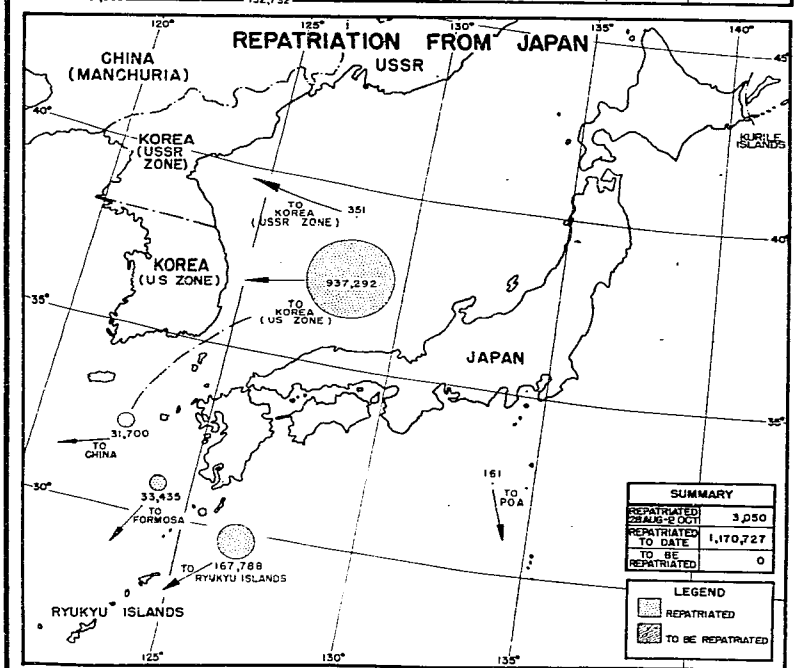 132,732
120°
125°
130°
135°
140°
45°
REPATRIATION FROM JAPAN
CHINA
(MANCHURIA)
USSR
40°
KOREA
(USSR
ZONE)
KURILE
ISLANDS
TO
KOREA
(USSR ZONE)
351
40°
KOREA
(US ZONE)
937,292
TO
KOREA
(US ZONE)
35°
JAPAN
35°
31,700
TO
CHINA
30°
33,435
TO
FORMOSA
161
TO
POA
167,788
TO
RYUKYU ISLANDS
RYUKYU ISLANDS
SUMMARY
REPATRIATED
28AUG-2OCT 3,050
REPATRIATED
TO DATE 1,170,727
TO BE
REPATRIATED 0
LEGEND
REPATRIATED
TO BE REPATRIATED
125°
130°
135°